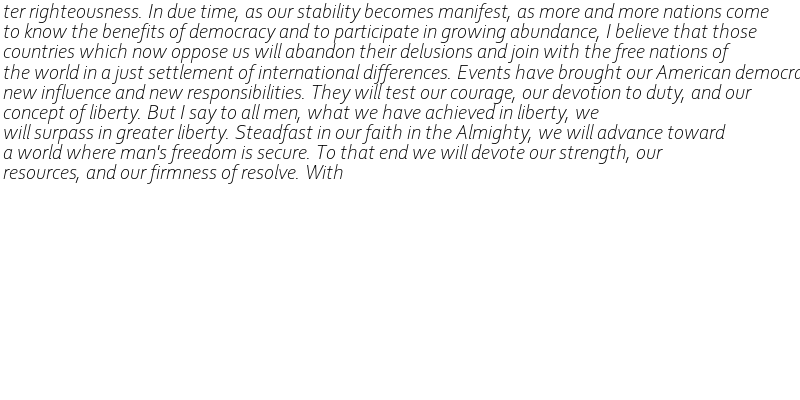 ter righteousness. In due time, as our stability becomes manifest, as more and more nations come
to know the benefits of democracy and to participate in growing abundance, I believe that those
countries which now oppose us will abandon their delusions and join with the free nations of
the world in a just settlement of international differences. Events have brought our American democra
new influence and new responsibilities. They will test our courage, our devotion to duty, and our
concept of liberty. But I say to all men, what we have achieved in liberty, we
will surpass in greater liberty. Steadfast in our faith in the Almighty, we will advance toward
a world where man's freedom is secure. To that end we will devote our strength, our
resources, and our firmness of resolve. With